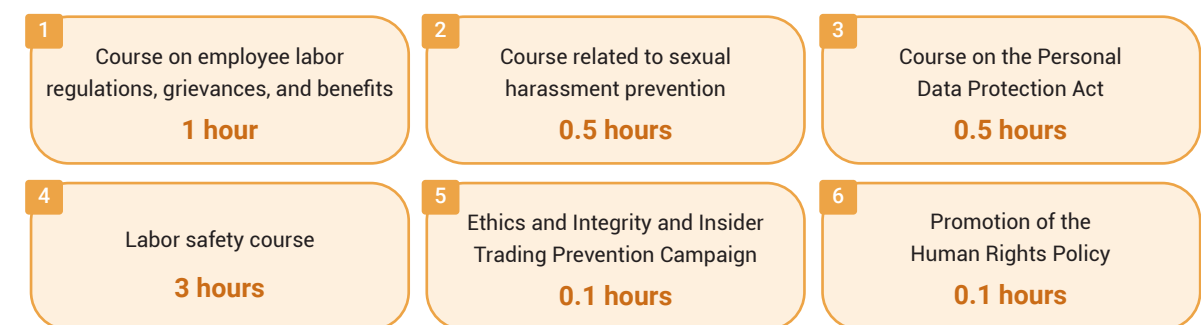 1
Course on employee labor
regulations, grievances, and benefits
1 hour
2
Course related to sexual
harassment prevention
0.5 hours
3
Course on the Personal
Data Protection Act
0.5 hours
4
Labor safety course
3 hours
5
Ethics and Integrity and Insider
Trading Prevention Campaign
0.1 hours
6
Promotion of the
Human Rights Policy
0.1 hours